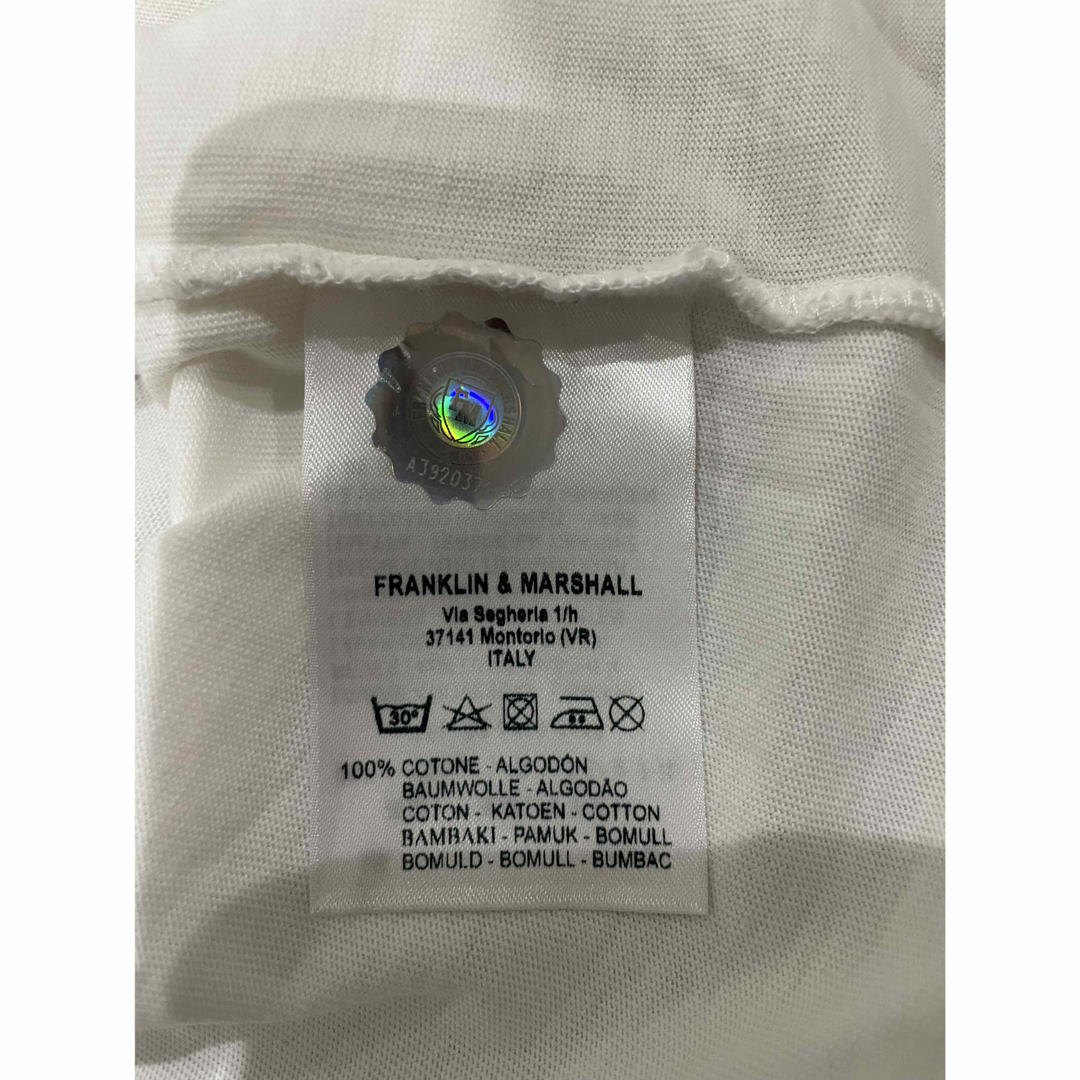 A392037
FRANKLIN & MARSHALL
Via Segheria 1/h
37141 Montorio (VR)
ITALY
30°
100% COTONE - ALGODÓN
BAUMWOLLE - ALGODÃO
COTON - KATOEN - COTTON
BAMBAKI - PAMUK - BOMULL
BOMULD - BOMULL - BUMBAC